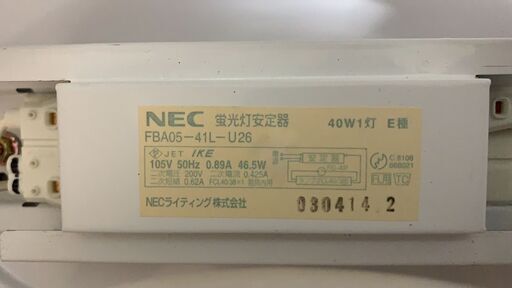 NEC 蛍光灯安定器 40W1灯 E種
FBA05-41L-U26
JET IKE
105V 50Hz 0.89A 46.5W
二次電圧 200V 二次電流 0.425A
二次短絡 0.62A
安定器
NECライティング株式会社
030414 2